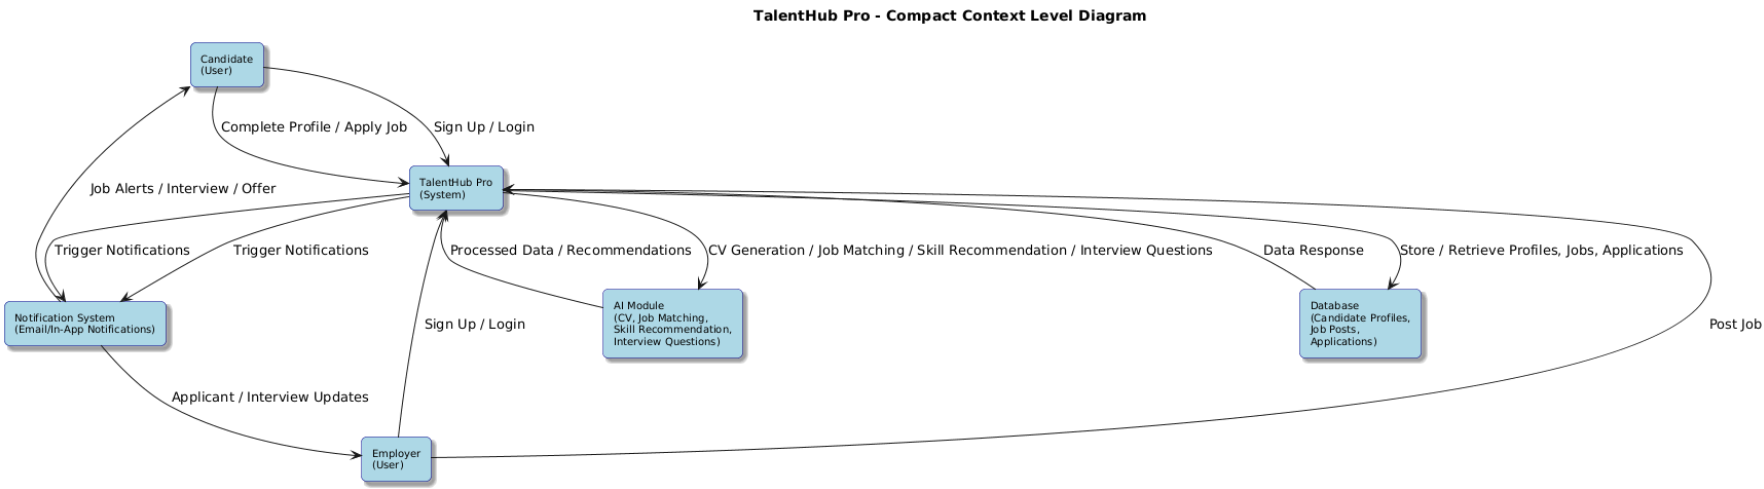 TalentHub Pro - Compact Context Level Diagram
Candidate
(User)
Complete Profile / Apply Job
Sign Up / Login
TalentHub Pro
(System)
Job Alerts / Interview / Offer
Trigger Notifications
Trigger Notifications
Processed Data / Recommendations
CV Generation / Job Matching / Skill Recommendation / Interview Questions
Data Response
Store / Retrieve Profiles, Jobs, Applications
Notification System
(Email/In-App Notifications)
Sign Up / Login
AI Module
(CV, Job Matching,
Skill Recommendation,
Interview Questions)
Database
(Candidate Profiles,
Job Posts,
Applications)
Post Job
Applicant / Interview Updates
Employer
(User)